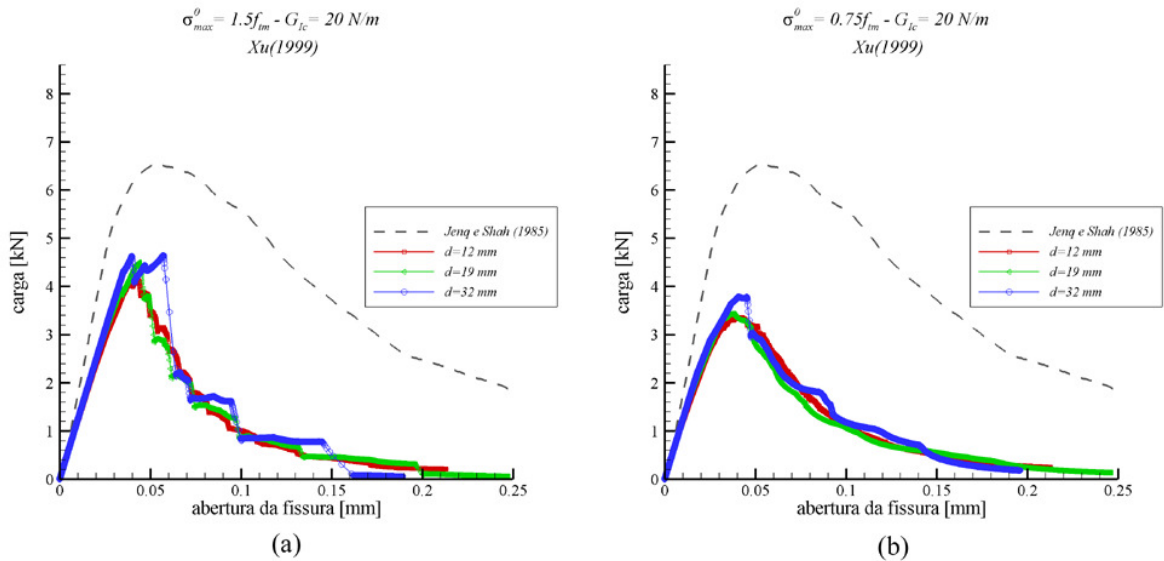 σ⁰max= 1.5ftm - GIc= 20 N/m
Xu(1999)
carga [kN]
8
7
6
5
4
3
2
1
0
0
0.05
0.1
0.15
0.2
0.25
abertura da fissura [mm]
Jenq e Shah (1985)
d=12 mm
d=19 mm
d=32 mm
(a)
σ⁰max= 0.75ftm - GIc= 20 N/m
Xu(1999)
carga [kN]
8
7
6
5
4
3
2
1
0
0
0.05
0.1
0.15
0.2
0.25
abertura da fissura [mm]
Jenq e Shah (1985)
d=12 mm
d=19 mm
d=32 mm
(b)